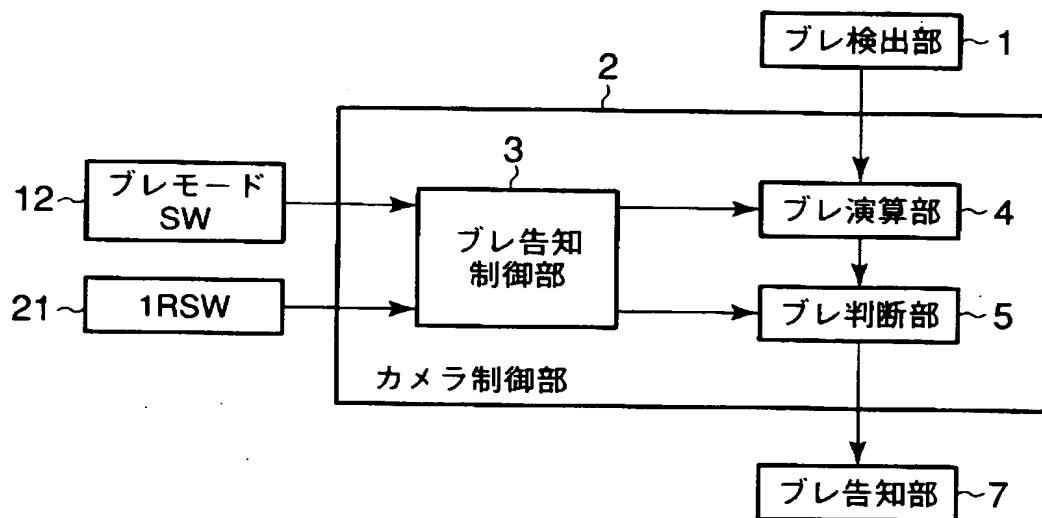 ブレ検出部
1
2
3
12
ブレモード
SW
ブレ告知
制御部
ブレ演算部
4
21
1RSW
ブレ判断部
5
カメラ制御部
ブレ告知部
7